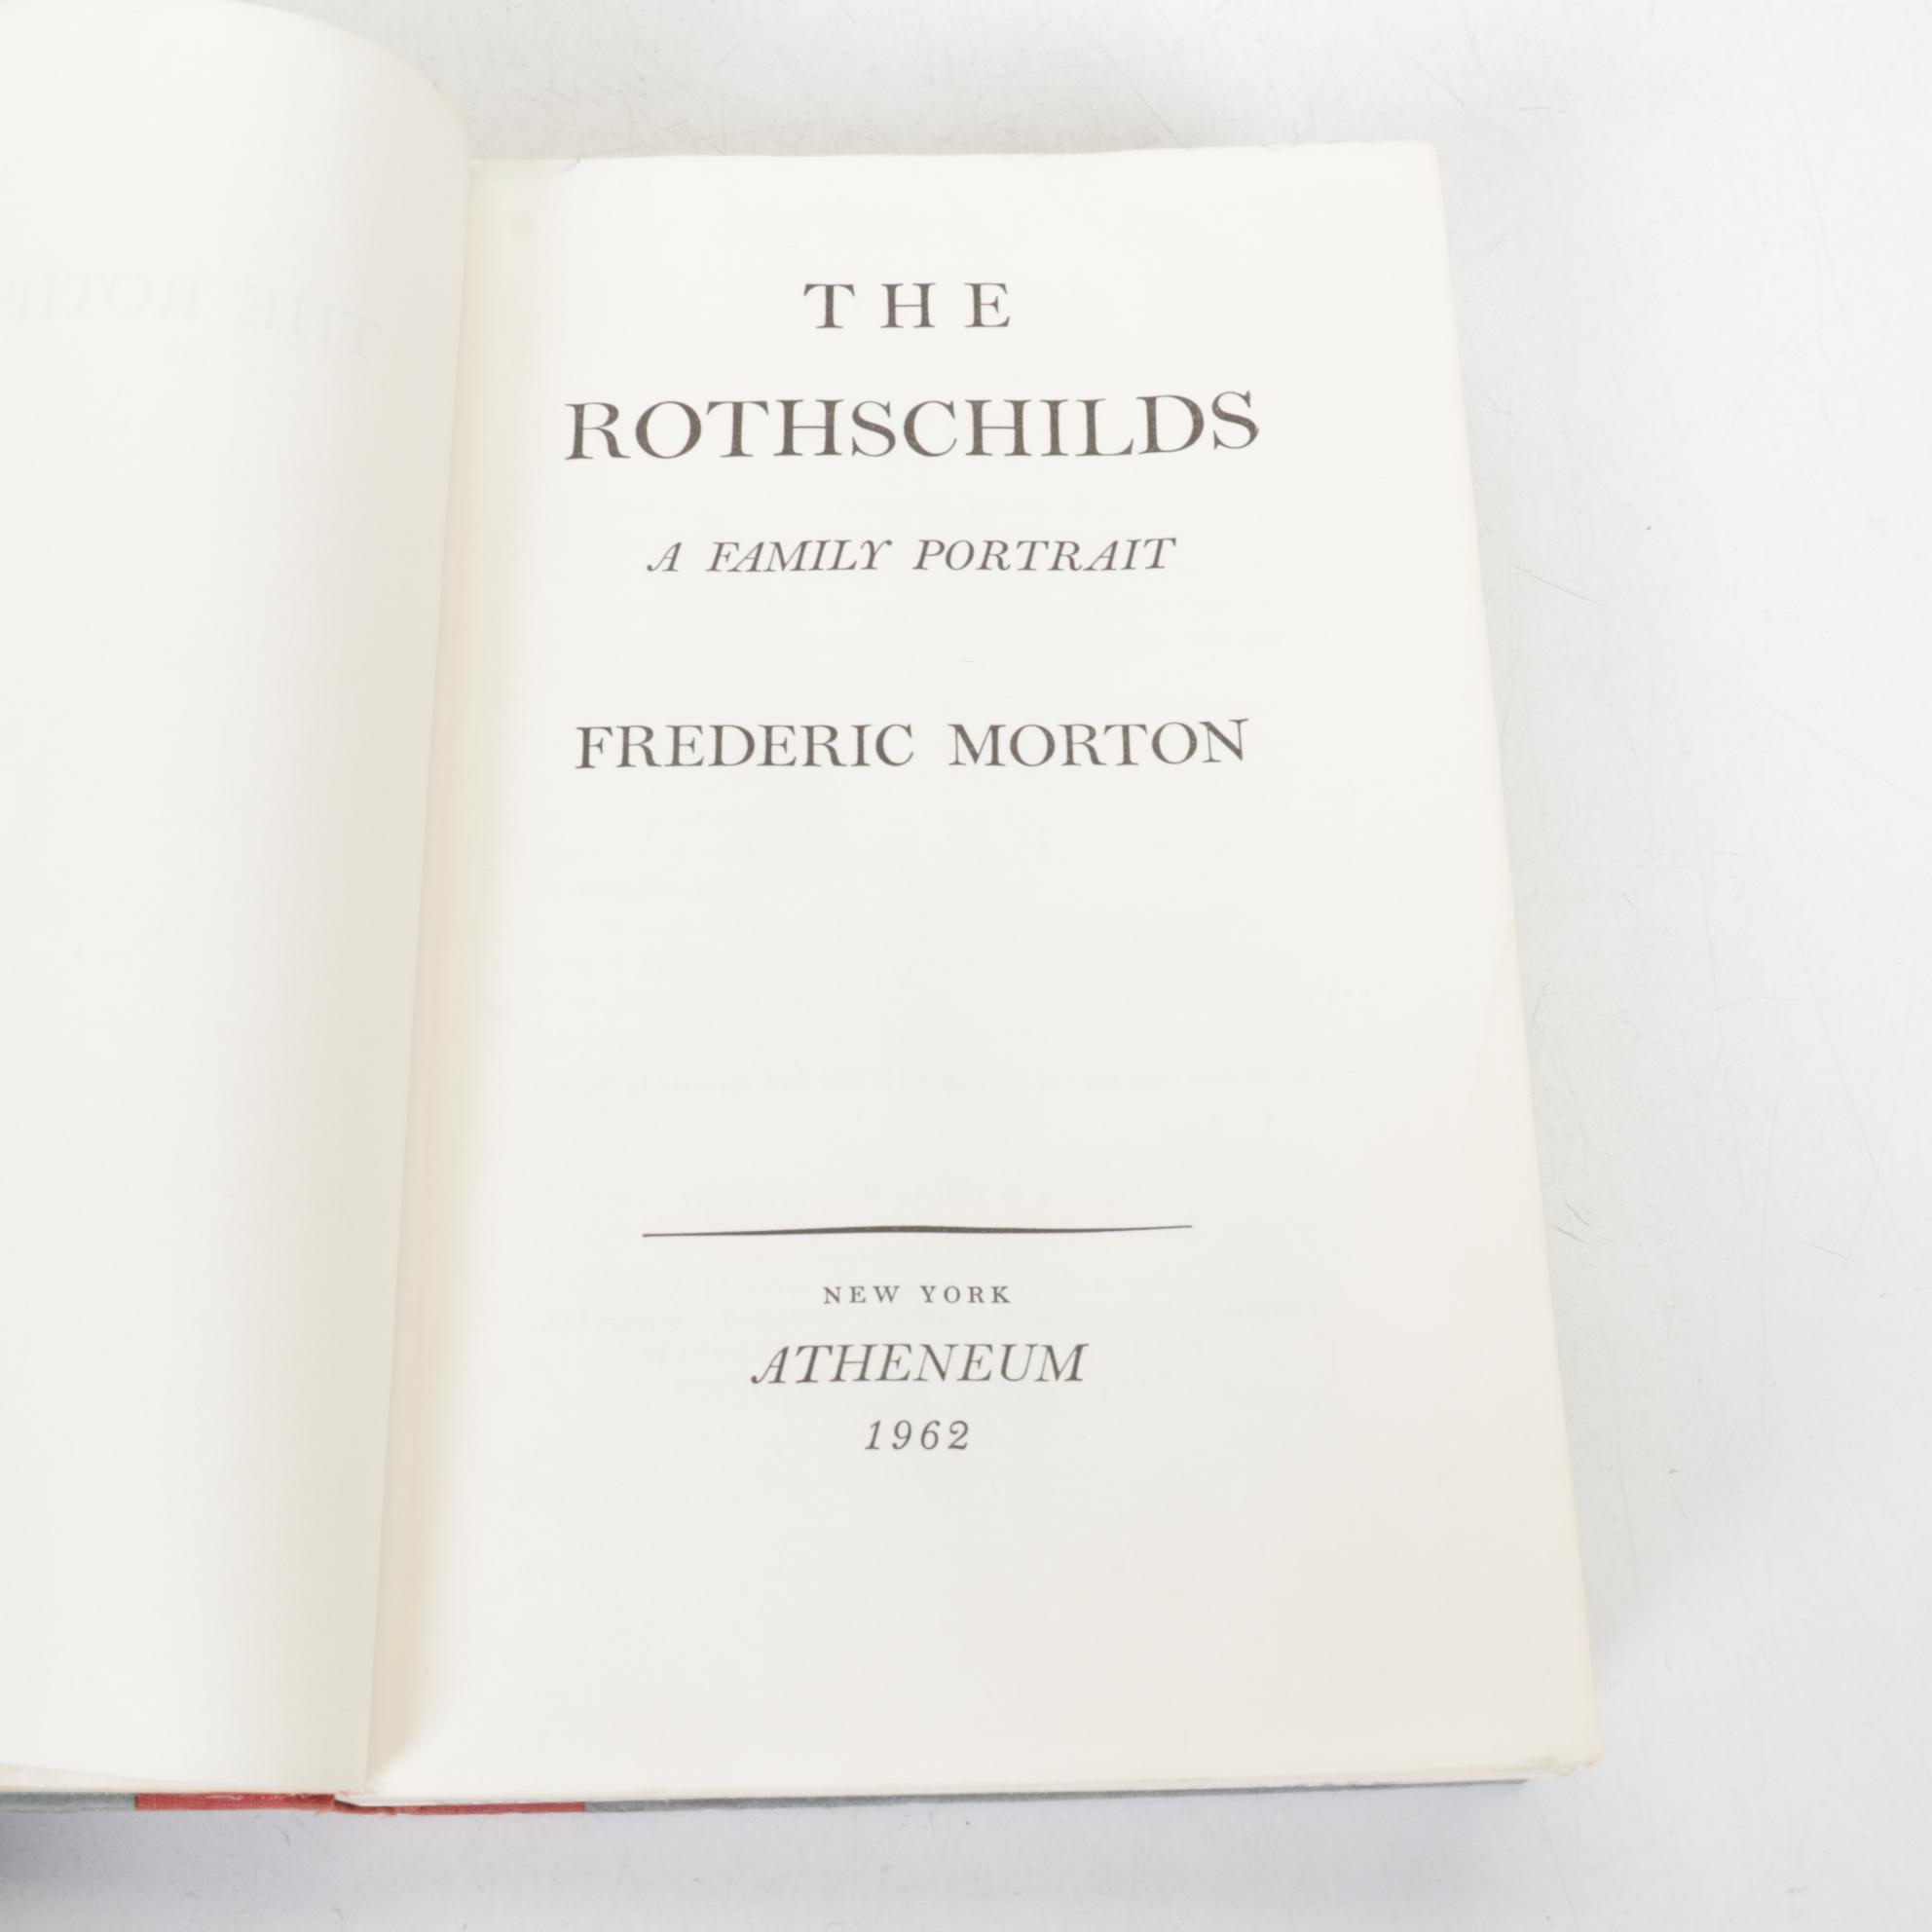 THE
ROTHSCHILDS
A FAMILY PORTRAIT
FREDERIC MORTON
NEW YORK
ATHENEUM
1962